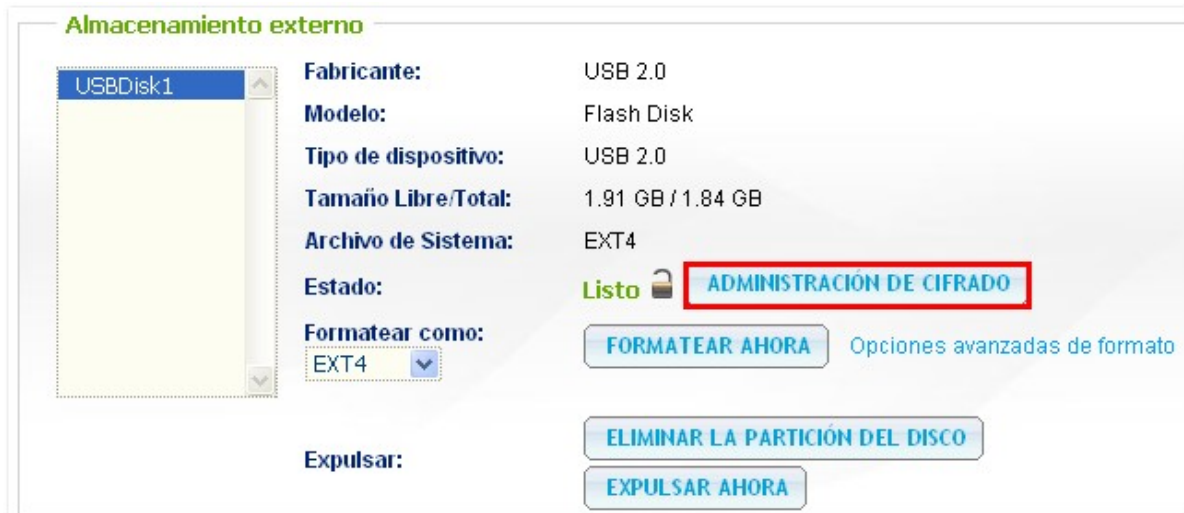 Almacenamiento externo
USBDisk1
Fabricante: USB 2.0
Modelo: Flash Disk
Tipo de dispositivo: USB 2.0
Tamaño Libre/Total: 1.91 GB / 1.84 GB
Archivo de Sistema: EXT4
Estado: Listo ADMINISTRACIÓN DE CIFRADO
Formatear como:
EXT4 FORMATEAR AHORA Opciones avanzadas de formato
ELIMINAR LA PARTICIÓN DEL DISCO
Expulsar:
EXPULSAR AHORA